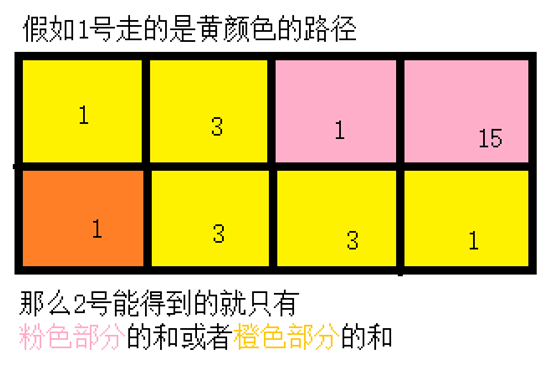 假如1号走的是黄颜色的路径
1 3 1 15
1 3 3 1
那么2号能得到的就只有
粉色部分的和或者橙色部分的和